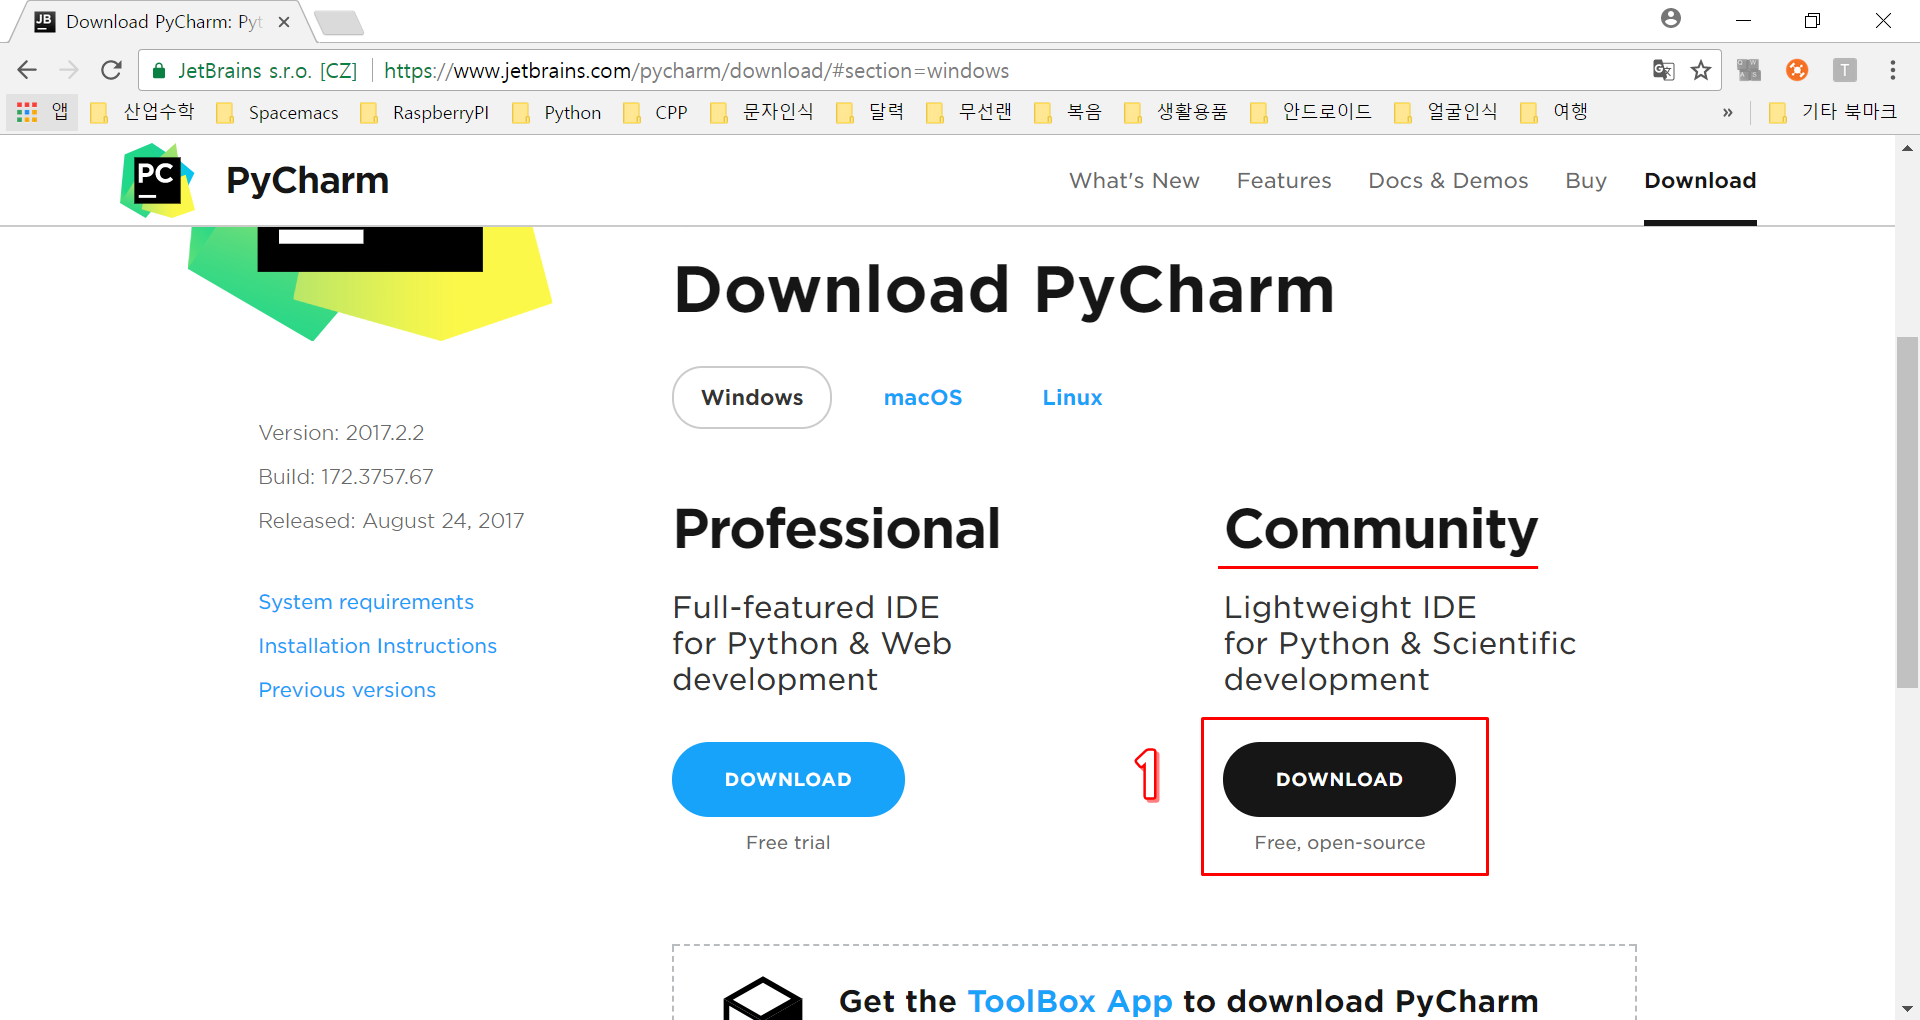 JB
Download PyCharm: Pyt
JetBrains s.r.o. [CZ]
https://www.jetbrains.com/pycharm/download/#section=windows
T
앱
산업수학
Spacemacs
RaspberryPI
Python
CPP
문자인식
달력
무선랜
복음
생활용품
안드로이드
얼굴인식
여행
»
기타 북마크
PC
PyCharm
What's New
Features
Docs & Demos
Buy
Download
Download PyCharm
Windows
macOS
Linux
Version: 2017.2.2
Build: 172.3757.67
Released: August 24, 2017
System requirements
Installation Instructions
Previous versions
Professional
Full-featured IDE
for Python & Web
development
DOWNLOAD
Free trial
Community
Lightweight IDE
for Python & Scientific
development
1
DOWNLOAD
Free, open-source
Get the ToolBox App to download PyCharm